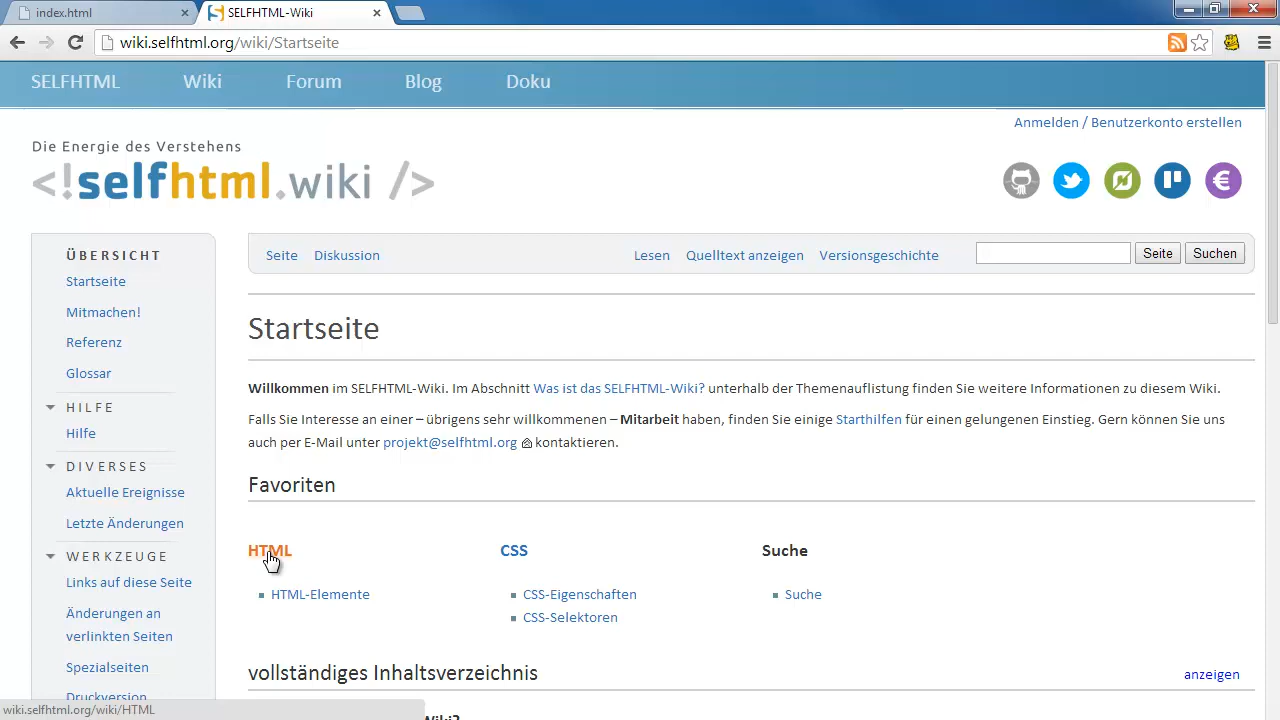 index.html
SELFHTML-Wiki
wiki.selfhtml.org/wiki/Startseite
SELFHTML Wiki Forum Blog Doku
Anmelden / Benutzerkonto erstellen
Die Energie des Verstehens
<!selfhtml.wiki />
ÜBERSICHT
Startseite
Mitmachen!
Referenz
Glossar
HILFE
Hilfe
DIVERSES
Aktuelle Ereignisse
Letzte Änderungen
WERKZEUGE
Links auf diese Seite
Änderungen an
verlinkten Seiten
Spezialseiten
Druckversion
Seite Diskussion Lesen Quelltext anzeigen Versionsgeschichte Seite Suchen
Startseite
Willkommen im SELFHTML-Wiki. Im Abschnitt Was ist das SELFHTML-Wiki? unterhalb der Themenauflistung finden Sie weitere Informationen zu diesem Wiki.
Falls Sie Interesse an einer – übrigens sehr willkommenen – Mitarbeit haben, finden Sie einige Starthilfen für einen gelungenen Einstieg. Gern können Sie uns
auch per E-Mail unter projekt@selfhtml.org kontaktieren.
Favoriten
HTML
HTML-Elemente
CSS
CSS-Eigenschaften
CSS-Selektoren
Suche
Suche
vollständiges Inhaltsverzeichnis anzeigen
wiki.selfhtml.org/wiki/HTML